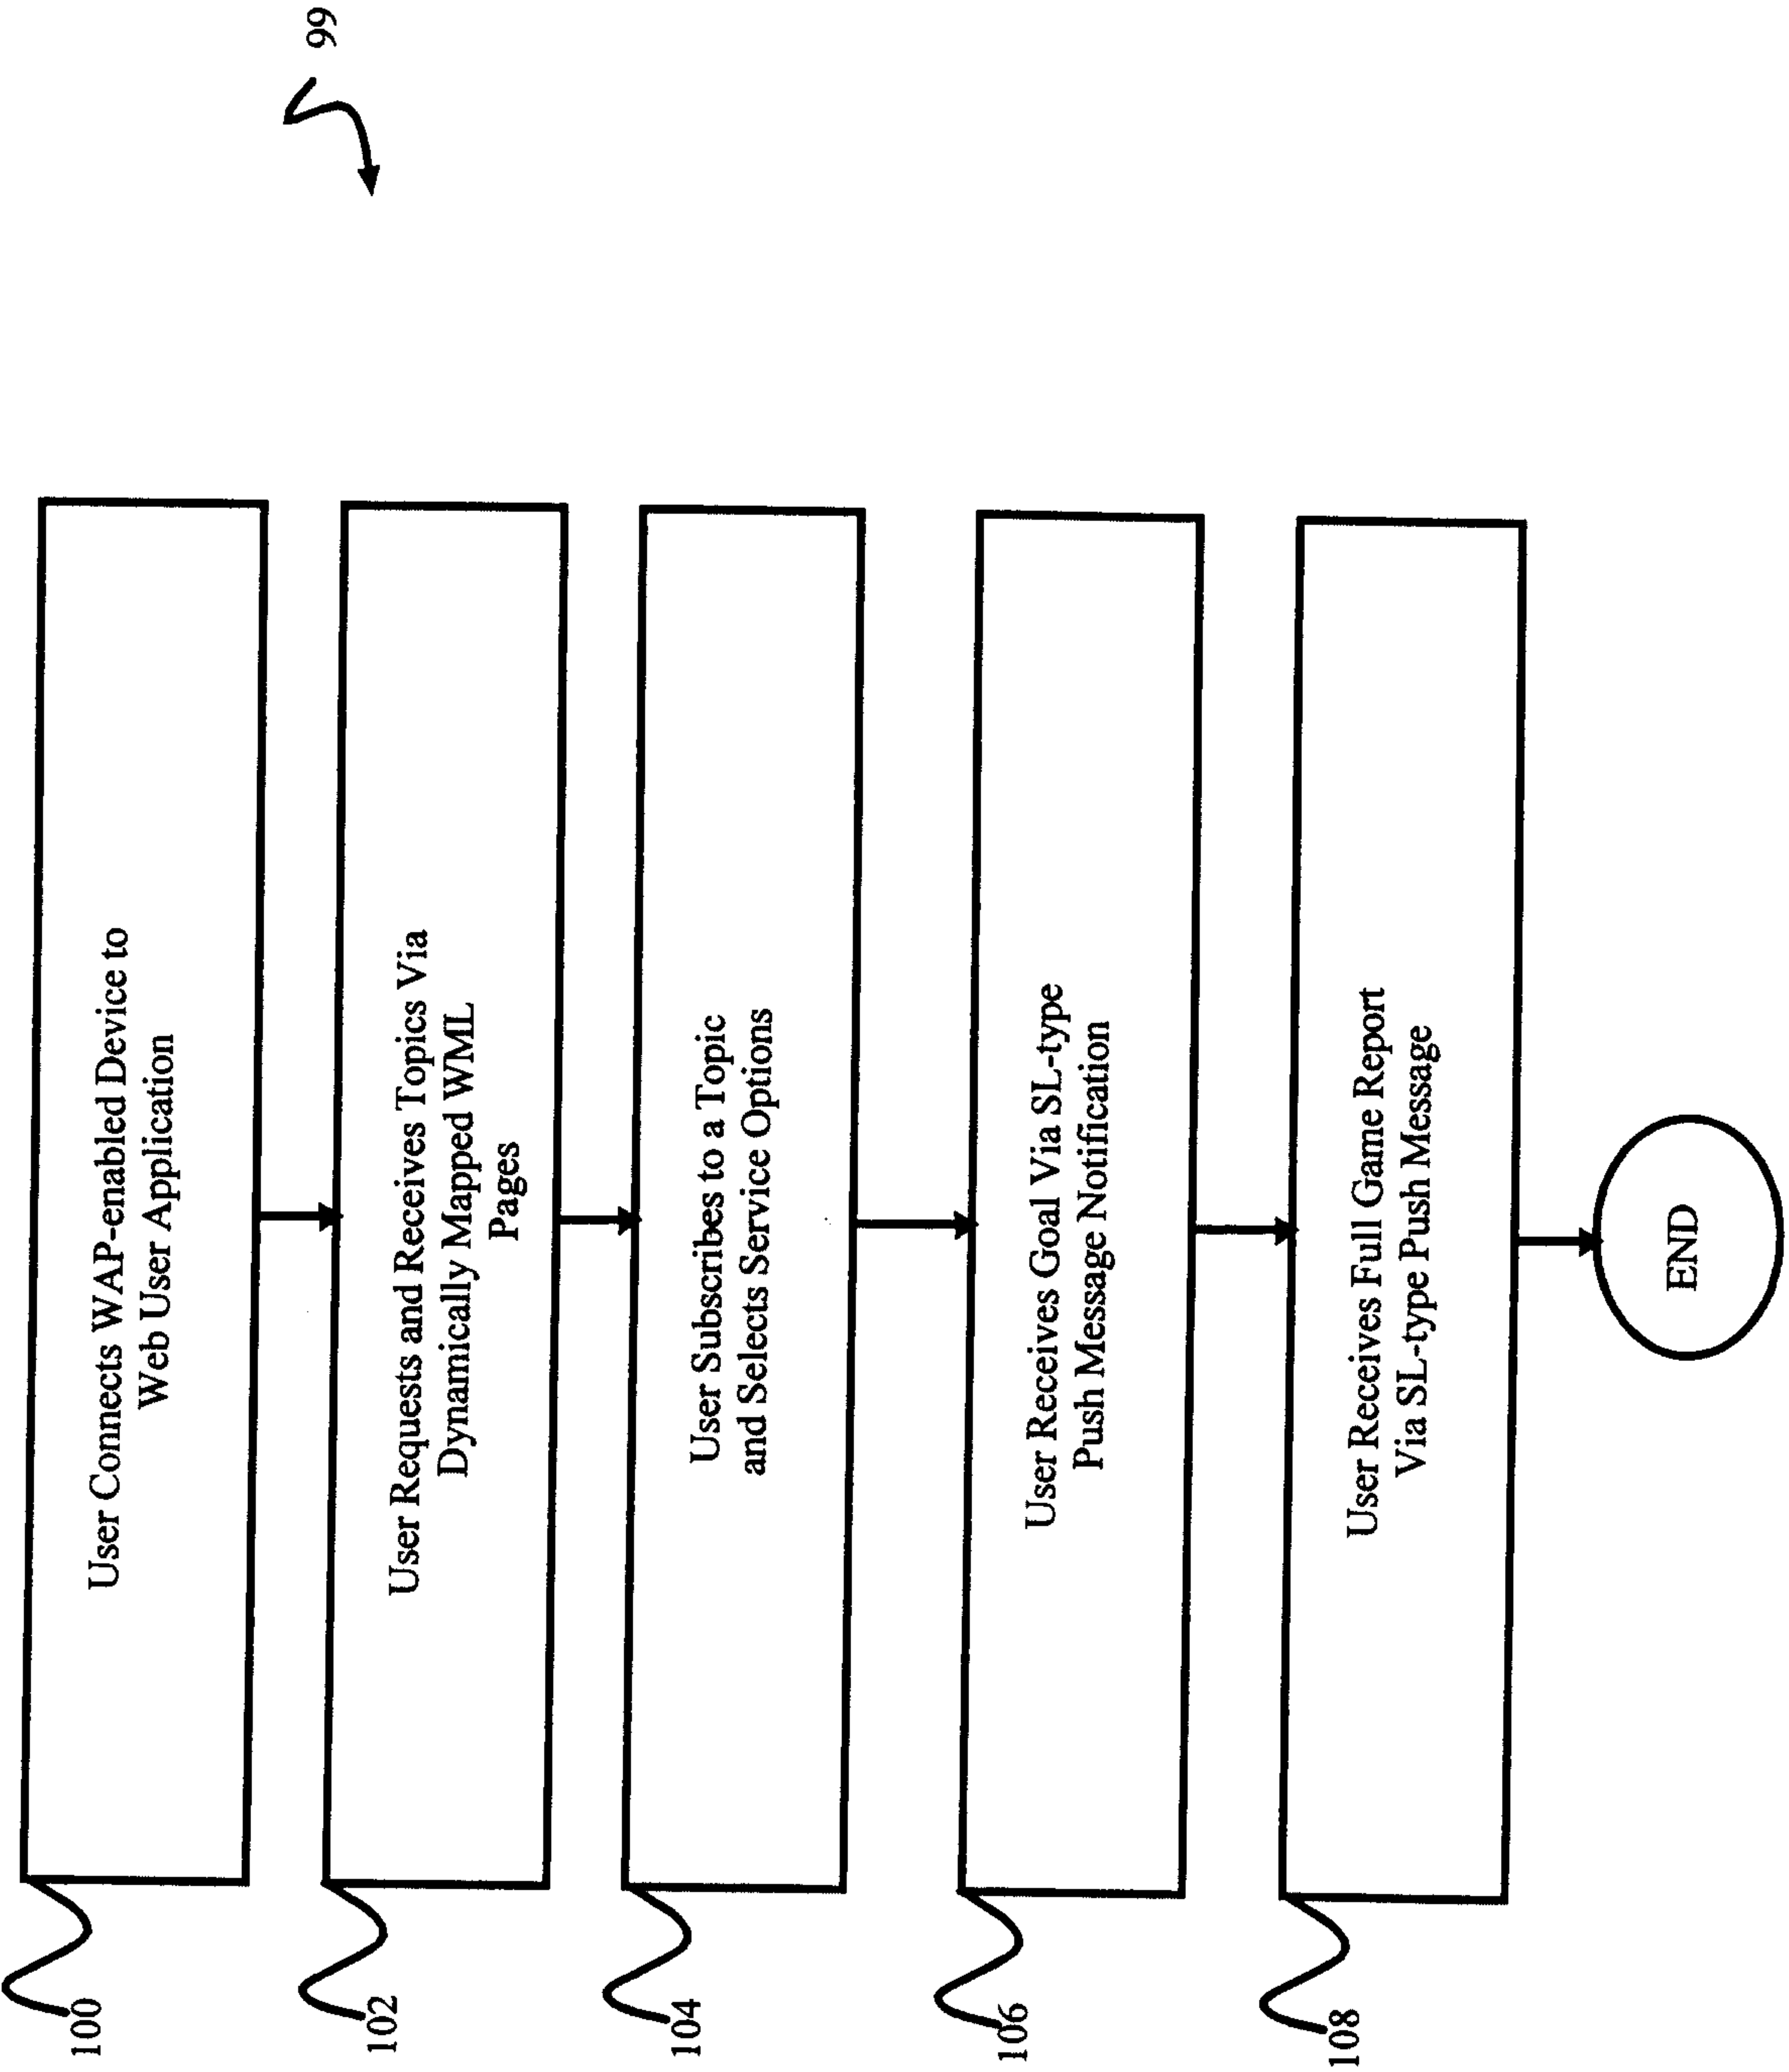 99
100
User Connects WAP-enabled Device to
Web User Application
102
User Requests and Receives Topics Via
Dynamically Mapped WML
Pages
104
User Subscribes to a Topic
and Selects Service Options
106
User Receives Goal Via SL-type
Push Message Notification
108
User Receives Full Game Report
Via SL-type Push Message
END